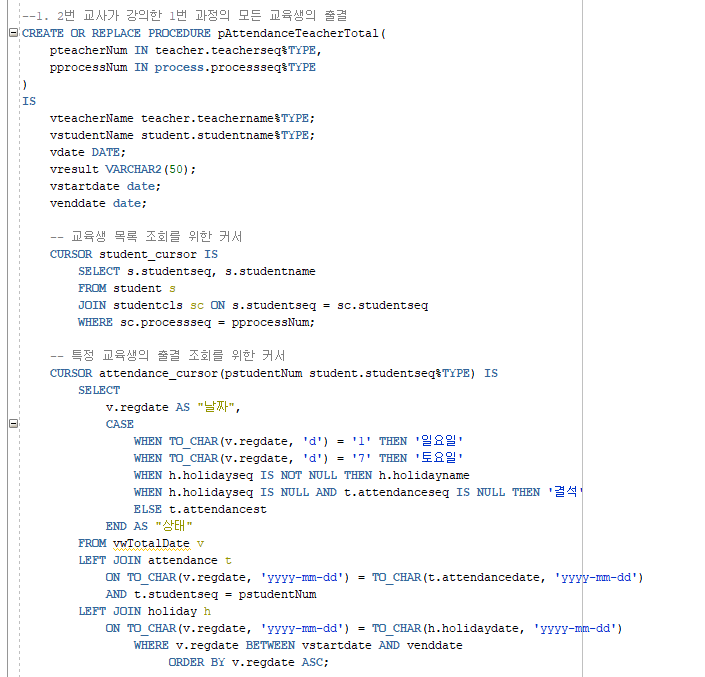 --1. 2번 교사가 강의한 1번 과정의 모든 교육생의 출결
CREATE OR REPLACE PROCEDURE pAttendanceTeacherTotal(
    pteacherNum IN teacher.teacherseq%TYPE,
    pprocessNum IN process.processseq%TYPE
)
IS
    vteacherName teacher.teachername%TYPE;
    vstudentName student.studentname%TYPE;
    vdate DATE;
    vresult VARCHAR2(50);
    vstartdate date;
    venddate date;

    -- 교육생 목록 조회를 위한 커서
    CURSOR student_cursor IS
        SELECT s.studentseq, s.studentname
        FROM student s
        JOIN studentcls sc ON s.studentseq = sc.studentseq
        WHERE sc.processseq = pprocessNum;

    -- 특정 교육생의 출결 조회를 위한 커서
    CURSOR attendance_cursor(pstudentNum student.studentseq%TYPE) IS
        SELECT
            v.regdate AS "날짜",
            CASE
                WHEN TO_CHAR(v.regdate, 'd') = '1' THEN '일요일'
                WHEN TO_CHAR(v.regdate, 'd') = '7' THEN '토요일'
                WHEN h.holidayseq IS NOT NULL THEN h.holidayname
                WHEN h.holidayseq IS NULL AND t.attendanceseq IS NULL THEN '결석'
                ELSE t.attendancest
            END AS "상태"
        FROM vwTotalDate v
        LEFT JOIN attendance t
            ON TO_CHAR(v.regdate, 'yyyy-mm-dd') = TO_CHAR(t.attendancedate, 'yyyy-mm-dd')
            AND t.studentseq = pstudentNum
        LEFT JOIN holiday h
            ON TO_CHAR(v.regdate, 'yyyy-mm-dd') = TO_CHAR(h.holidaydate, 'yyyy-mm-dd')
                WHERE v.regdate BETWEEN vstartdate AND venddate
                     ORDER BY v.regdate ASC;